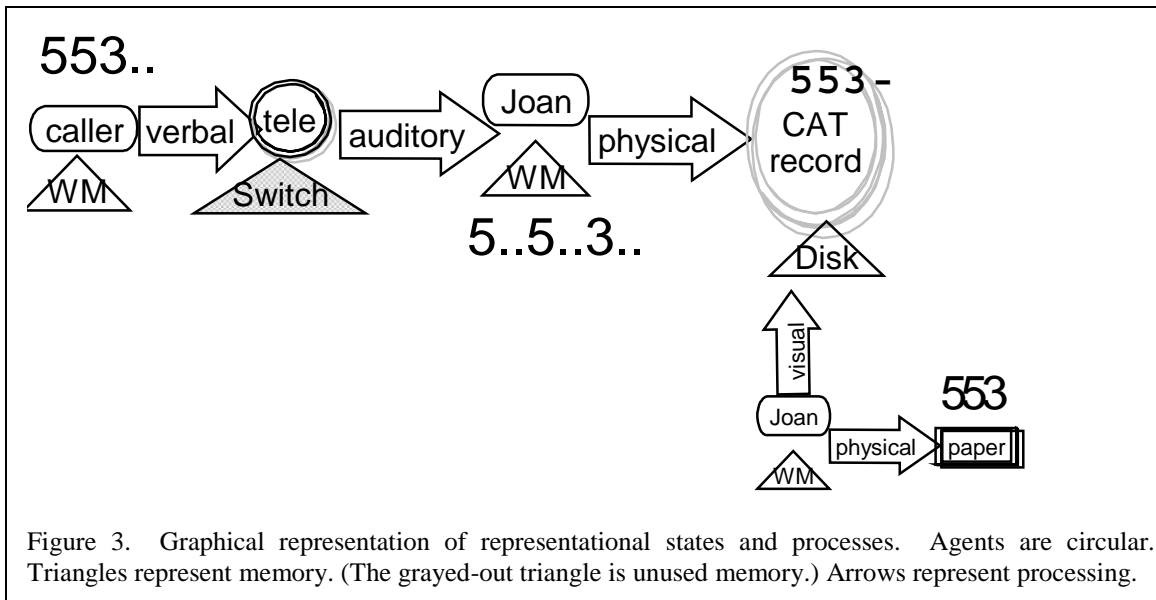 553..
553-
caller
verbal
tele
auditory
Joan
physical
CAT
record
WM
Switch
WM
5..5..3..
Disk
visual
553
Joan
physical
paper
WM
Figure 3. Graphical representation of representational states and processes. Agents are circular.
Triangles represent memory. (The grayed-out triangle is unused memory.) Arrows represent processing.